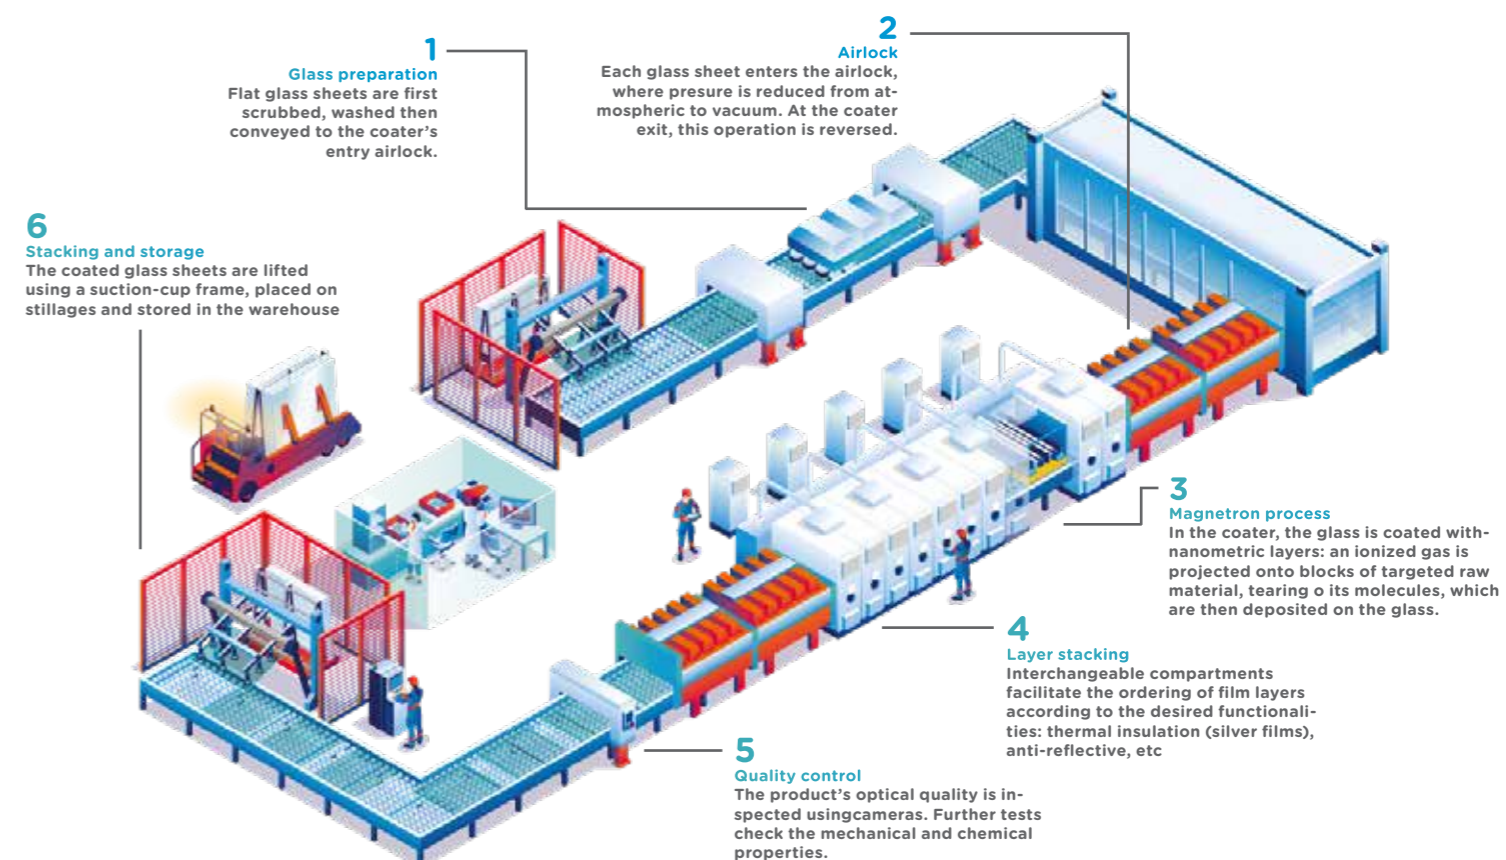 1
Glass preparation
Flat glass sheets are first
scrubbed, washed then
conveyed to the coater’s
entry airlock.
2
Airlock
Each glass sheet enters the airlock,
where presure is reduced from at-
mospheric to vacuum. At the coater
exit, this operation is reversed.
3
Magnetron process
In the coater, the glass is coated with-
nanometric layers: an ionized gas is
projected onto blocks of targeted raw
material, tearing o its molecules, which
are then deposited on the glass.
4
Layer stacking
Interchangeable compartments
facilitate the ordering of film layers
according to the desired functionali-
ties: thermal insulation (silver films),
anti-reflective, etc
5
Quality control
The product’s optical quality is in-
spected usingcameras. Further tests
check the mechanical and chemical
properties.
6
Stacking and storage
The coated glass sheets are lifted
using a suction-cup frame, placed on
stillages and stored in the warehouse